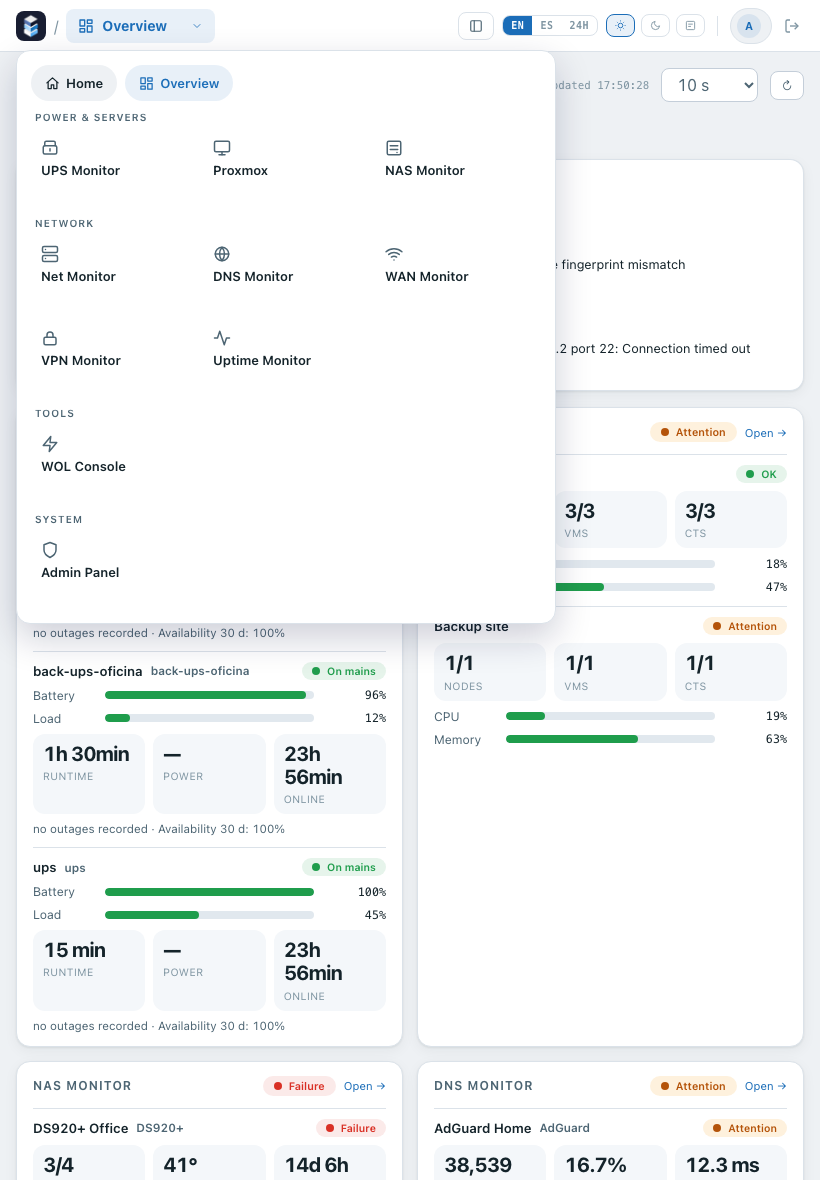 / Overview EN ES 24H A
Home Overview
17:50:28 10 s
POWER & SERVERS
UPS Monitor Proxmox NAS Monitor
NETWORK
Net Monitor DNS Monitor WAN Monitor
fingerprint mismatch
VPN Monitor Uptime Monitor
.2 port 22: Connection timed out
TOOLS
WOL Console
Attention Open →
OK
3/3 3/3
VMS CTS
SYSTEM
Admin Panel
18%
47%
Backup site Attention
1/1 1/1 1/1
NODES VMS CTS
CPU 19%
Memory 63%
no outages recorded · Availability 30 d: 100%
back-ups-oficina back-ups-oficina On mains
Battery 96%
Load 12%
1h 30min — 23h 56min
RUNTIME POWER ONLINE
no outages recorded · Availability 30 d: 100%
ups ups On mains
Battery 100%
Load 45%
15 min — 23h 56min
RUNTIME POWER ONLINE
no outages recorded · Availability 30 d: 100%
NAS MONITOR Failure Open →
DS920+ Office DS920+ Failure
3/4 41° 14d 6h
DNS MONITOR Attention Open →
AdGuard Home AdGuard Attention
38,539 16.7% 12.3 ms